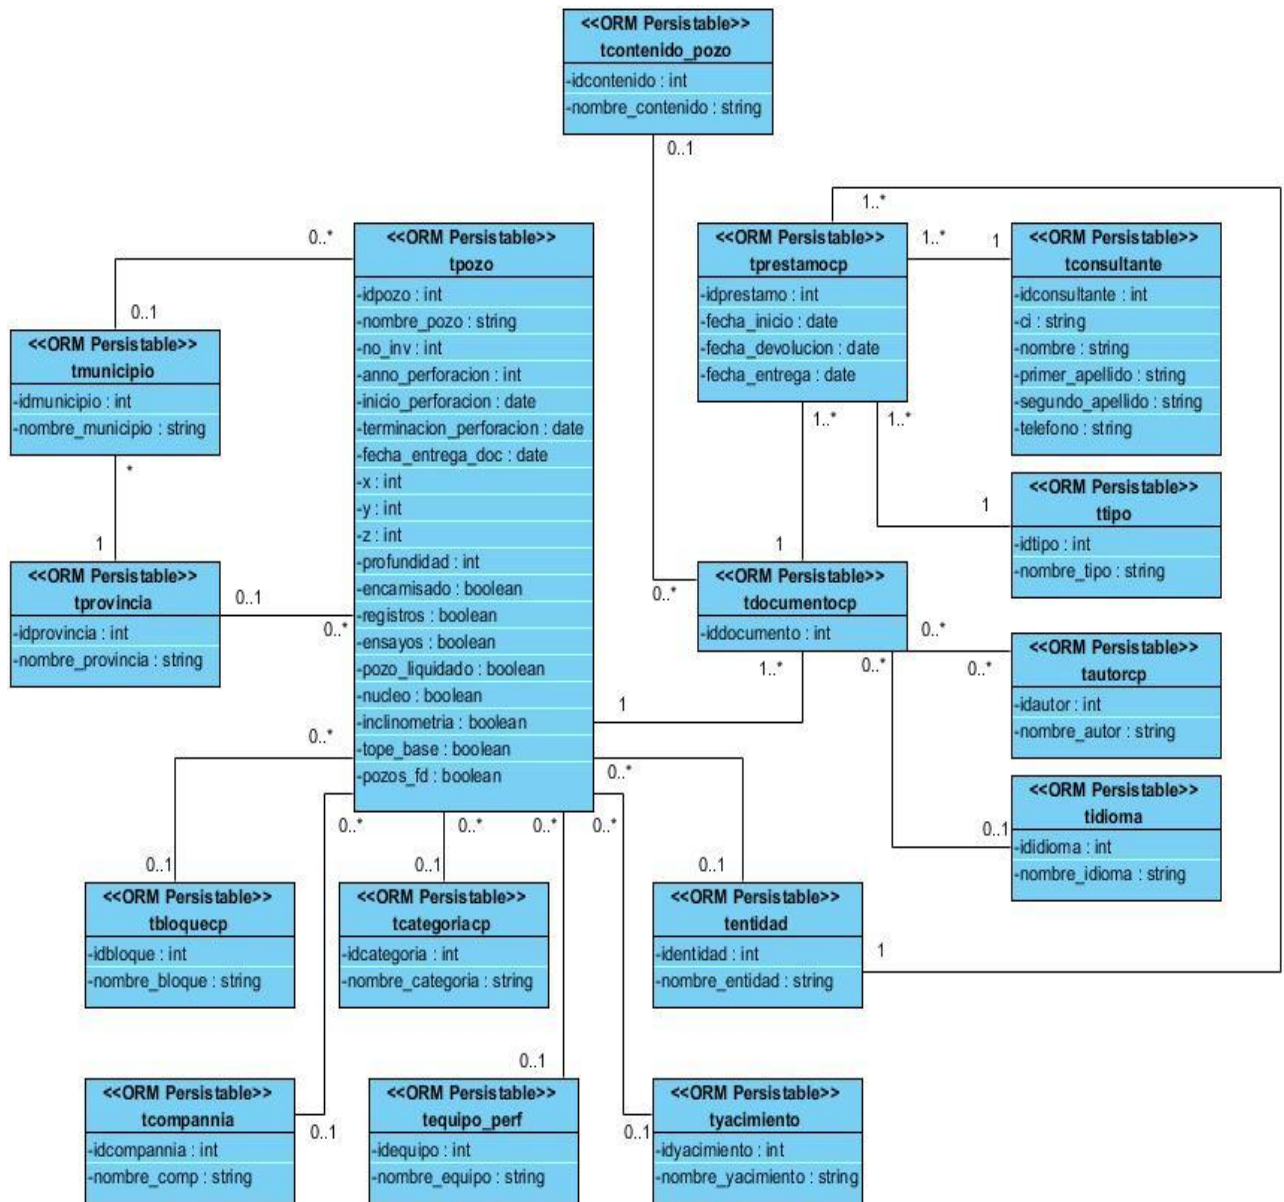 <<ORM Persistable>>
tcontenido_pozo
-idcontenido : int
-nombre_contenido : string
0..1
1..*
0..*
<<ORM Persistable>>
tpozo
-idpozo : int
-nombre_pozo : string
-no_inv : int
-anno_perforacion : int
-inicio_perforacion : date
-terminacion_perforacion : date
-fecha_entrega_doc : date
-x : int
-y : int
-z : int
-profundidad : int
-encamisado : boolean
-registros : boolean
-ensayos : boolean
-pozo_liquidado : boolean
-nucleo : boolean
-inclinometria : boolean
-tope_base : boolean
-pozos_fd : boolean
<<ORM Persistable>>
tprestamocp
-idprestamo : int
-fecha_inicio : date
-fecha_devolucion : date
-fecha_entrega : date
1..*
1
<<ORM Persistable>>
tconsultante
-idconsultante : int
-ci : string
-nombre : string
-primer_apellido : string
-segundo_apellido : string
-telefono : string
0..1
<<ORM Persistable>>
tmunicipio
-idmunicipio : int
-nombre_municipio : string
*
1
<<ORM Persistable>>
tprovincia
-idprovincia : int
-nombre_provincia : string
0..1
0..*
1..*
1..*
1
1
<<ORM Persistable>>
ttipo
-idtipo : int
-nombre_tipo : string
0..*
<<ORM Persistable>>
tdocumentocp
-iddocumento : int
0..*
0..*
1..*
0..*
1
<<ORM Persistable>>
tautorcp
-idautor : int
-nombre_autor : string
0..1
<<ORM Persistable>>
tidioma
-ididioma : int
-nombre_idioma : string
0..*
0..*
0..*
0..*
0..*
0..*
0..1
0..1
0..1
<<ORM Persistable>>
tbloquecp
-idbloque : int
-nombre_bloque : string
<<ORM Persistable>>
tcategoriacp
-idcategoria : int
-nombre_categoria : string
<<ORM Persistable>>
tentidad
-identidad : int
-nombre_entidad : string
1
0..1
<<ORM Persistable>>
tcompannia
-idcompannia : int
-nombre_comp : string
0..1
<<ORM Persistable>>
tequipo_perf
-idequipo : int
-nombre_equipo : string
0..1
<<ORM Persistable>>
tyacimiento
-idyacimiento : int
-nombre_yacimiento : string